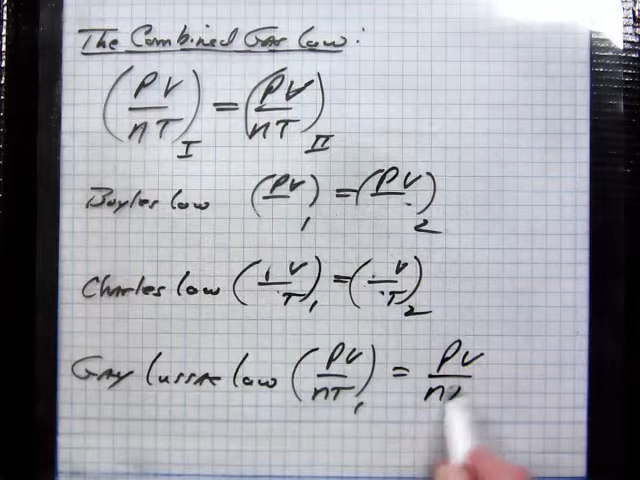 The Combined Gas Law:
(PV/nT)I = (PV/nT)II
Boyles law (PV/ )1 = (PV/ )2
Charles law ( V/ T)1 = ( V/ T)2
Gay Lussac law (PV/nT)1 = PV/n